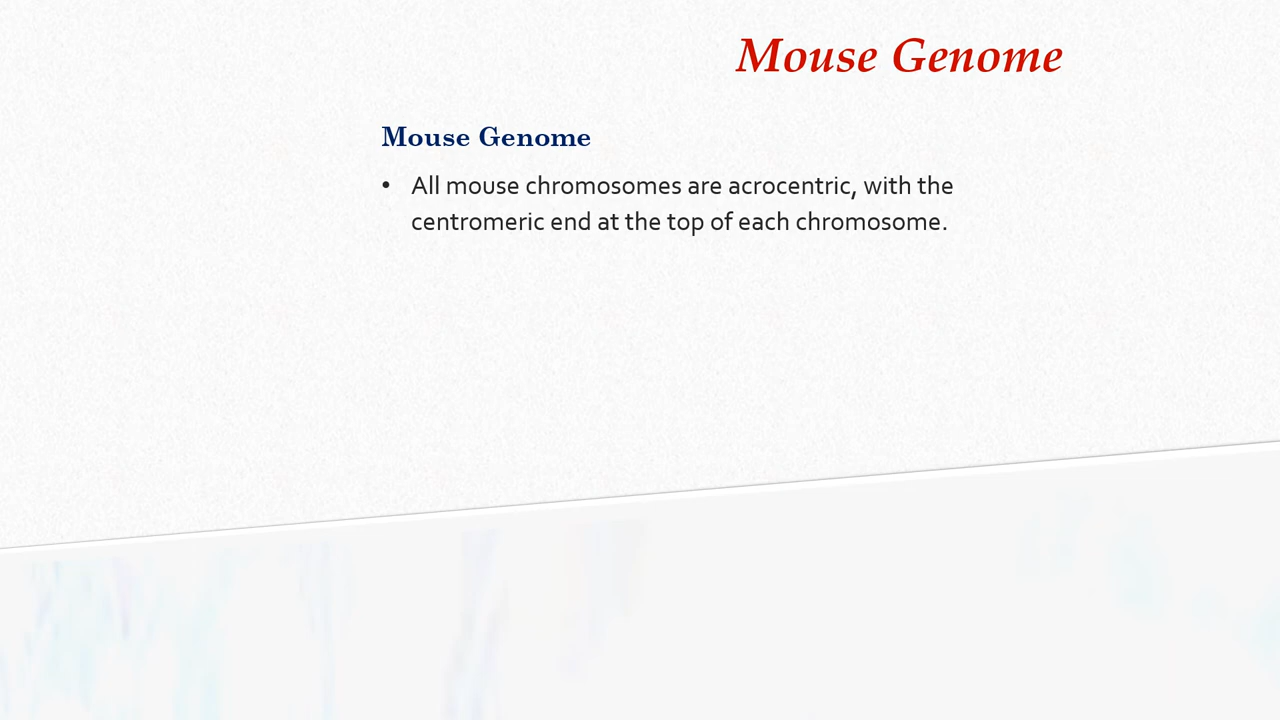 Mouse Genome
Mouse Genome
• All mouse chromosomes are acrocentric, with the
centromeric end at the top of each chromosome.